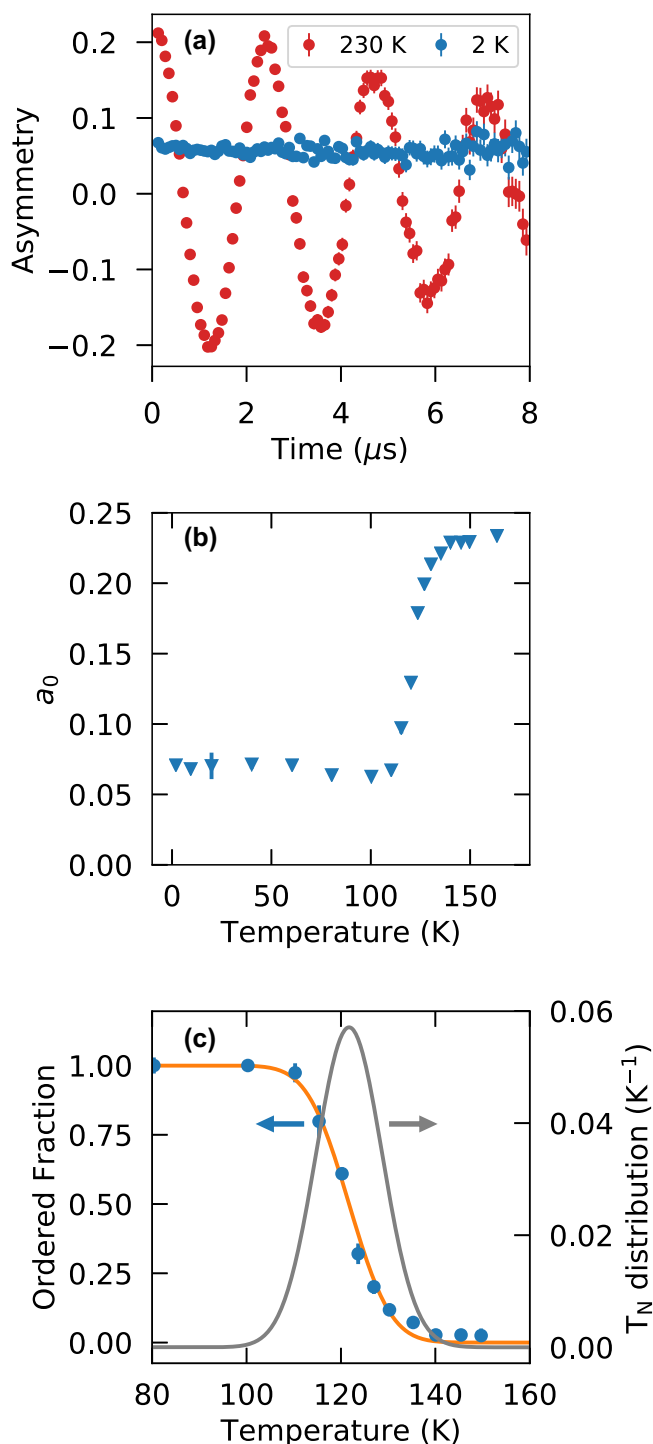 (a)
230 K
2 K
0.2
0.1
0.0
−0.1
−0.2
Asymmetry
0 2 4 6 8
Time (μs)
(b)
0.25
0.20
0.15
0.10
0.05
0.00
a₀
0 50 100 150
Temperature (K)
(c)
1.00
0.75
0.50
0.25
0.00
Ordered Fraction
0.06
0.04
0.02
0.00
T_N distribution (K⁻¹)
80 100 120 140 160
Temperature (K)